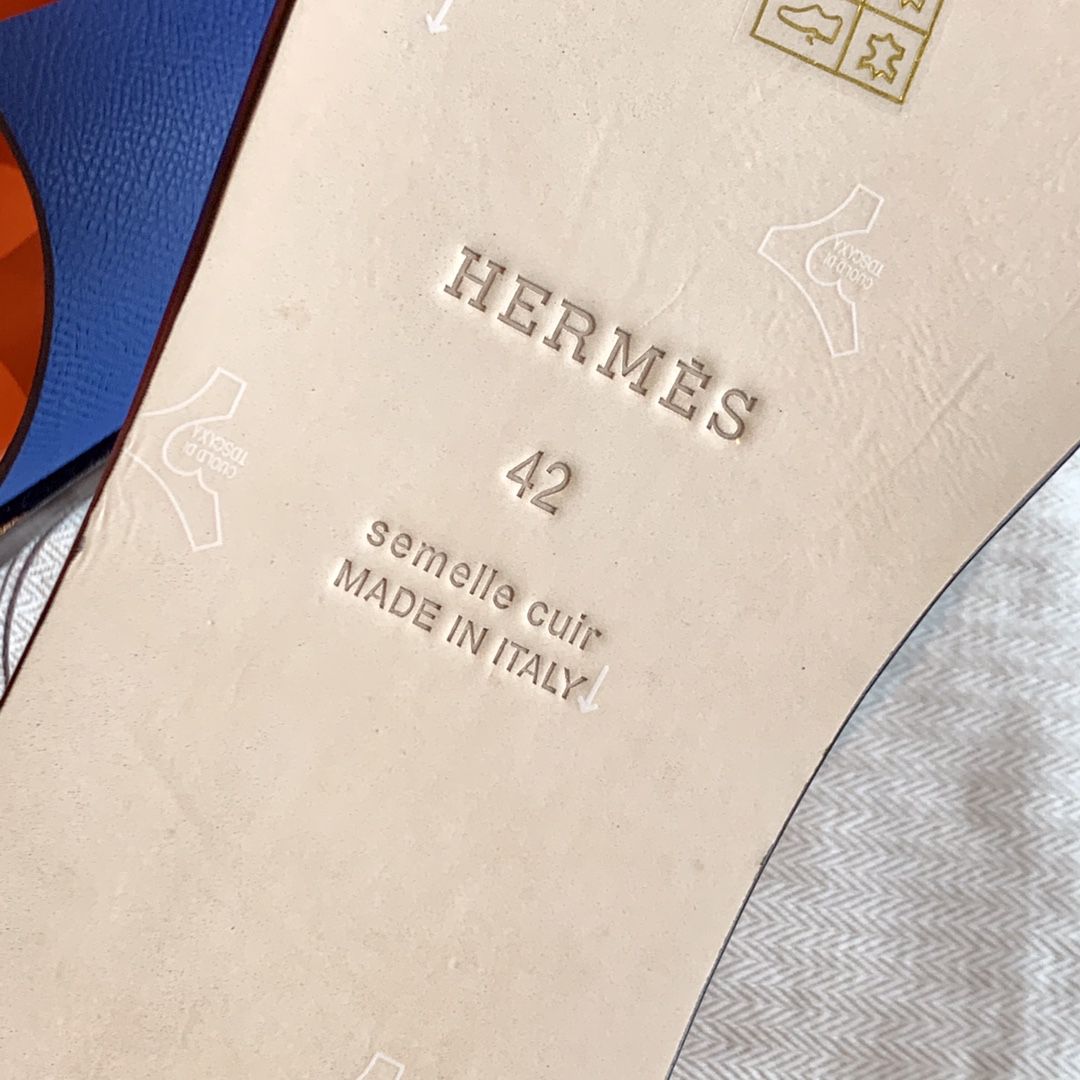 HERMÈS
42
semelle cuir
MADE IN ITALY